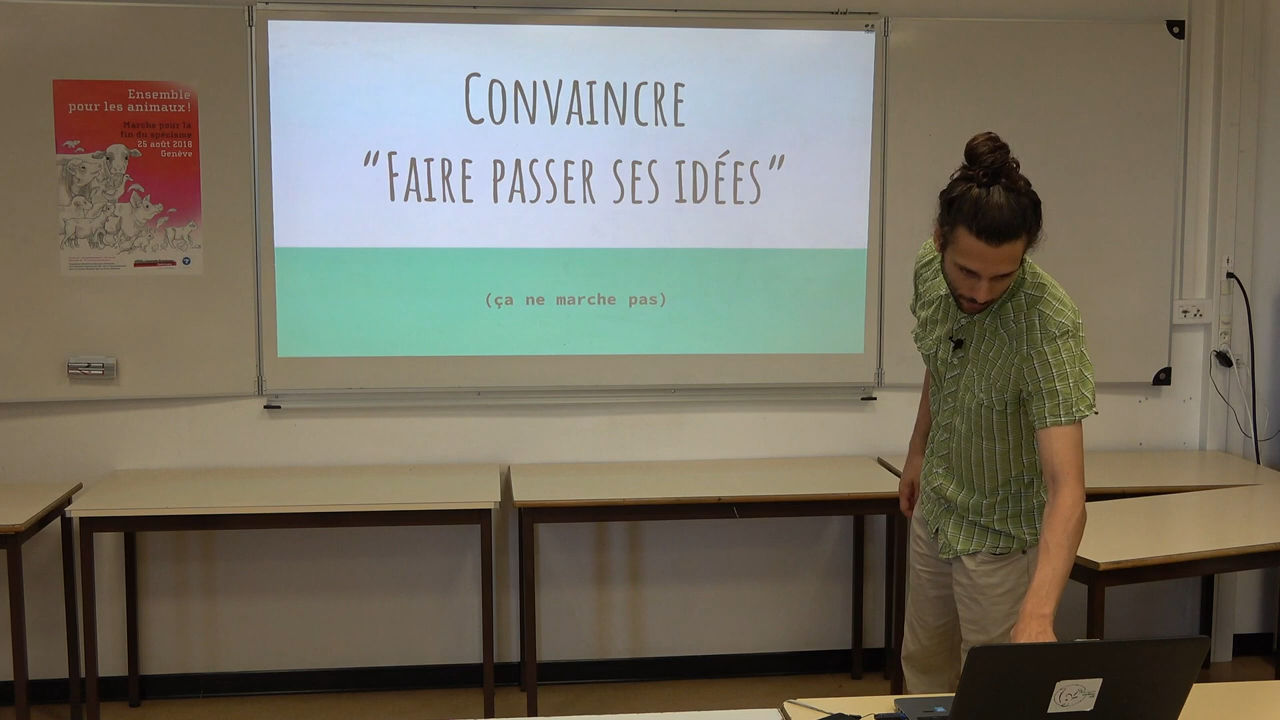 Ensemble
pour les animaux!
Marche pour la
fin du spécisme
25 août 2018
Genève
CONVAINCRE
“FAIRE PASSER SES IDÉES”
(ça ne marche pas)